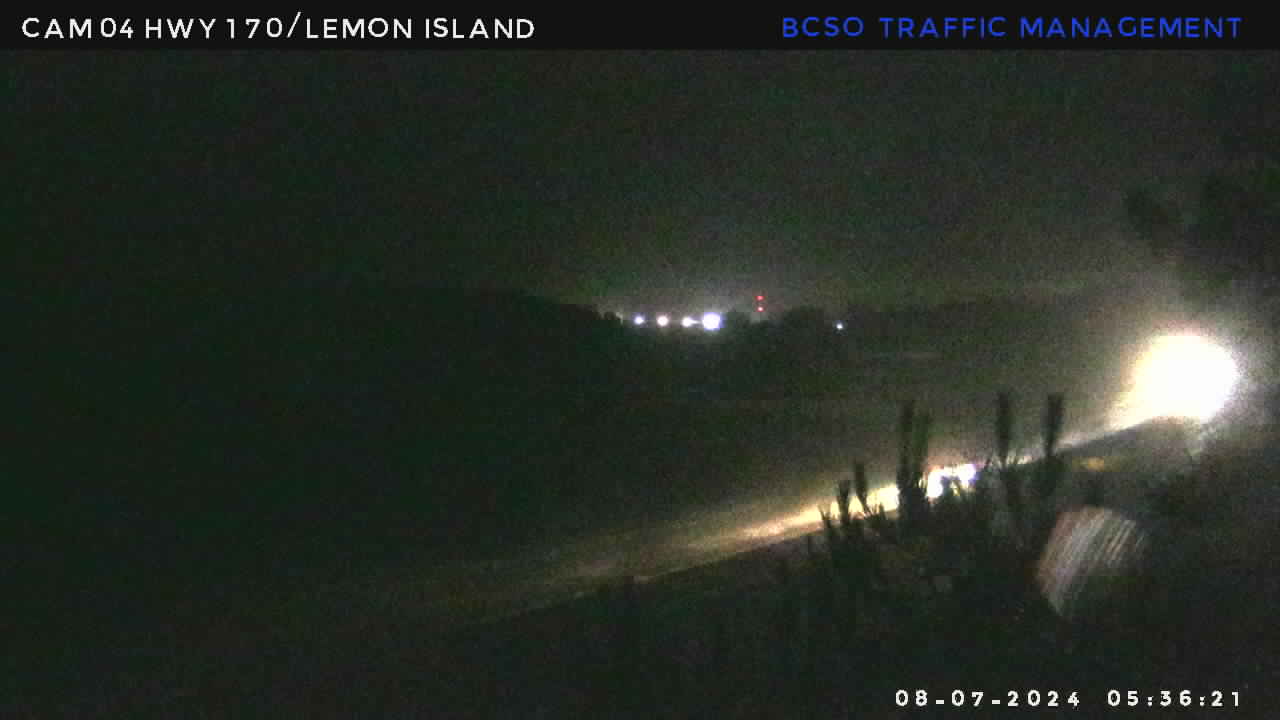 CAM04 HWY 170/LEMON ISLAND
BCSO TRAFFIC MANAGEMENT
08-07-2024 05:36:21